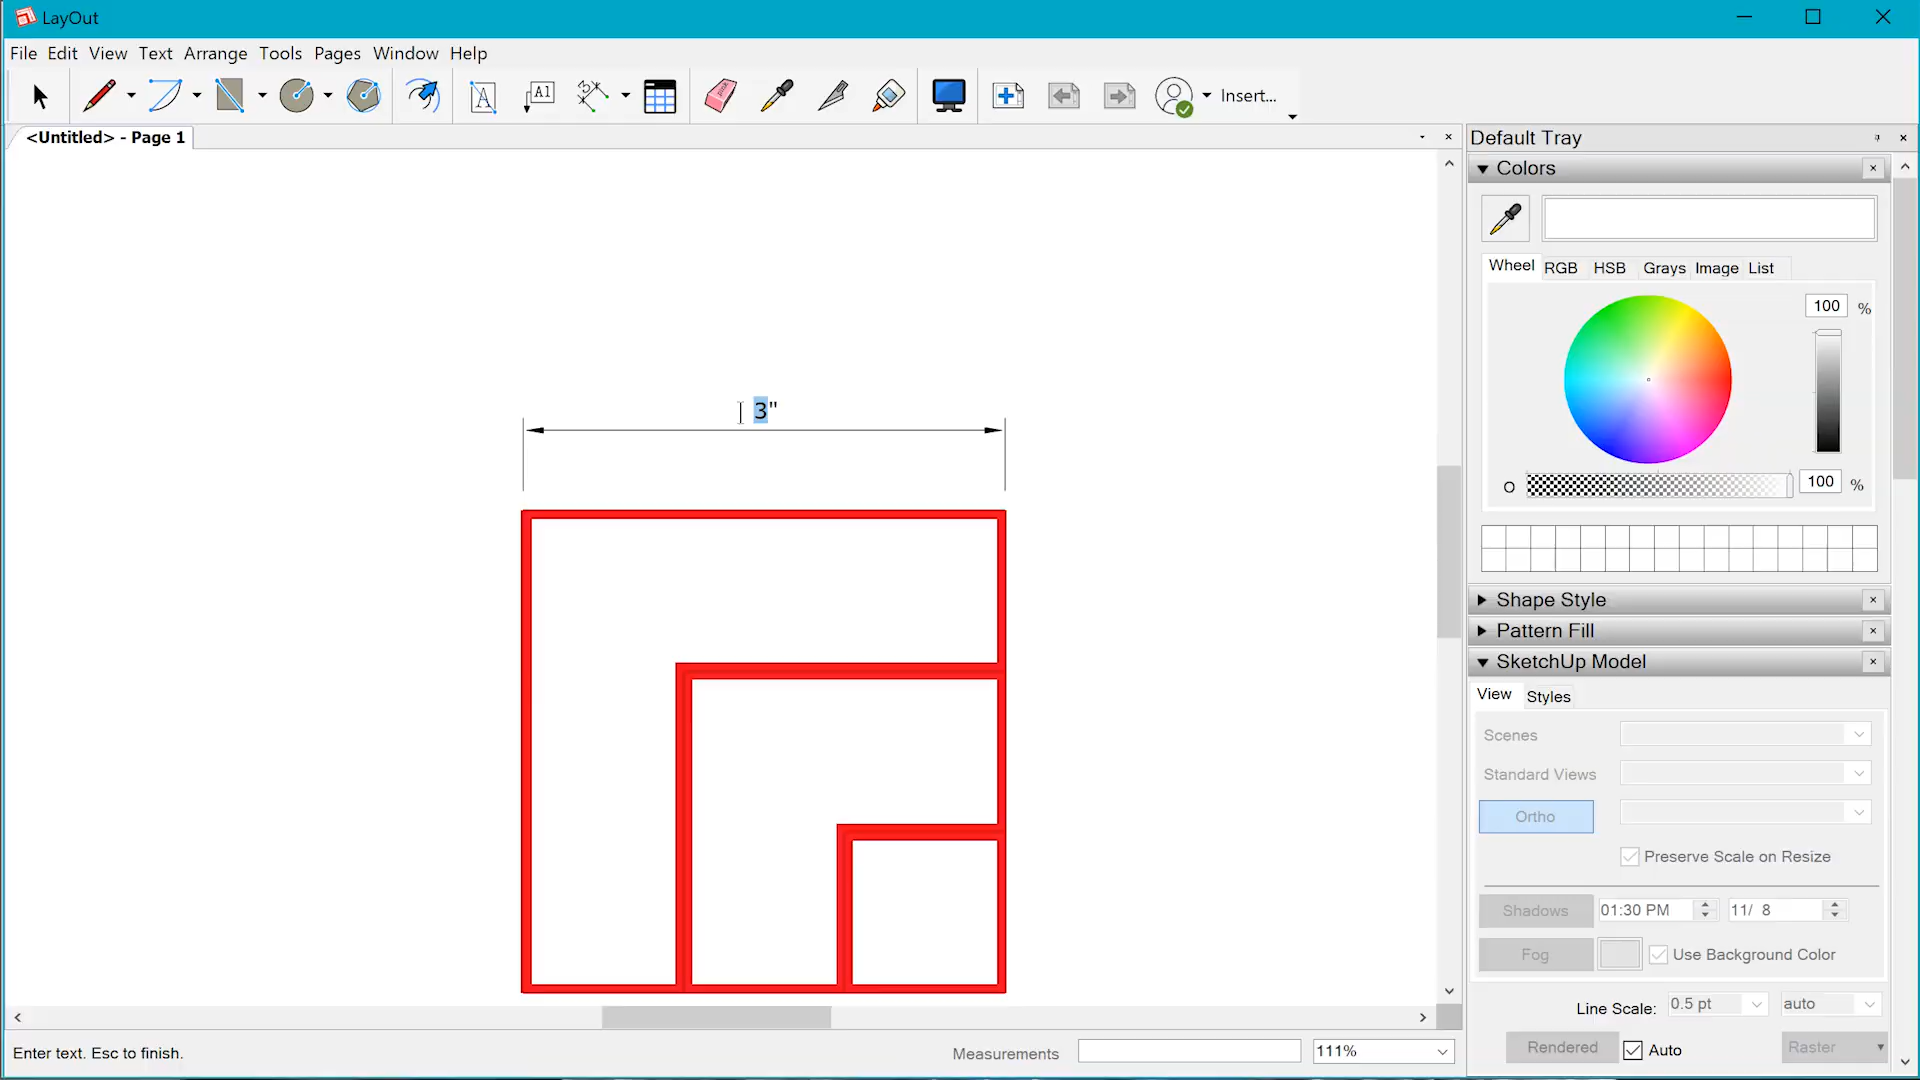 LayOut
File Edit View Text Arrange Tools Pages Window Help
A A1 Insert...
<Untitled> - Page 1
Default Tray
Colors
Wheel RGB HSB Grays Image List
100 %
3"
O 100 %
Shape Style
Pattern Fill
SketchUp Model
View Styles
Scenes
Standard Views
Ortho
Preserve Scale on Resize
Shadows 01:30 PM 11/ 8
Fog Use Background Color
Line Scale: 0.5 pt auto
Rendered Auto Raster
Enter text. Esc to finish.
Measurements 111%